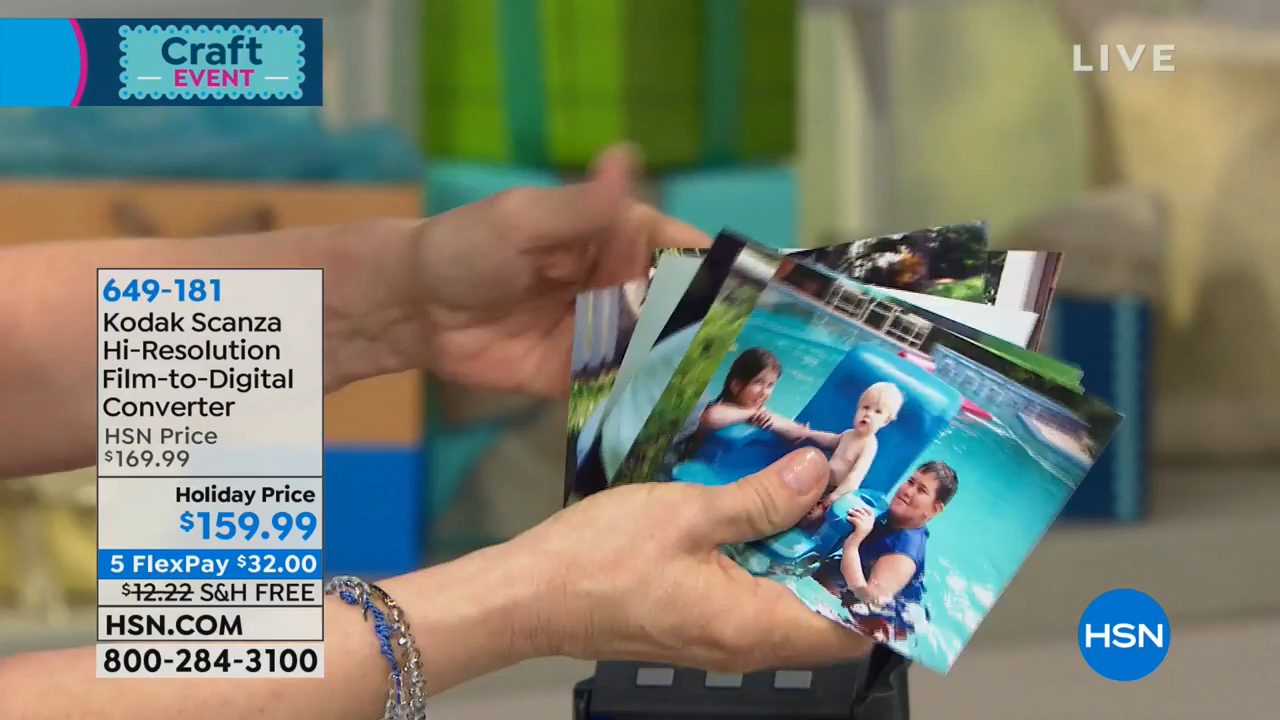 Craft
EVENT
LIVE
649-181
Kodak Scanza
Hi-Resolution
Film-to-Digital
Converter
HSN Price
$169.99
Holiday Price
$159.99
5 FlexPay $32.00
$12.22 S&H FREE
HSN.COM
800-284-3100
HSN